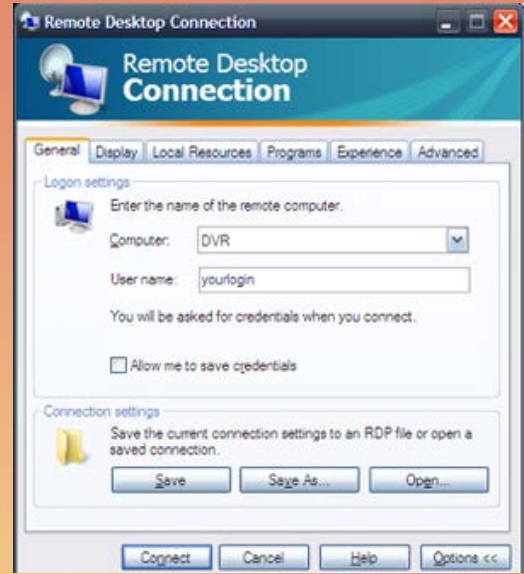 Remote Desktop Connection
Remote Desktop
Connection
General Display Local Resources Programs Experience Advanced
Logon settings
Enter the name of the remote computer.
Computer: DVR
User name: yourlogin
You will be asked for credentials when you connect.
Allow me to save credentials
Connection settings
Save the current connection settings to an RDP file or open a
saved connection.
Save Save As... Open...
Connect Cancel Help Options <<